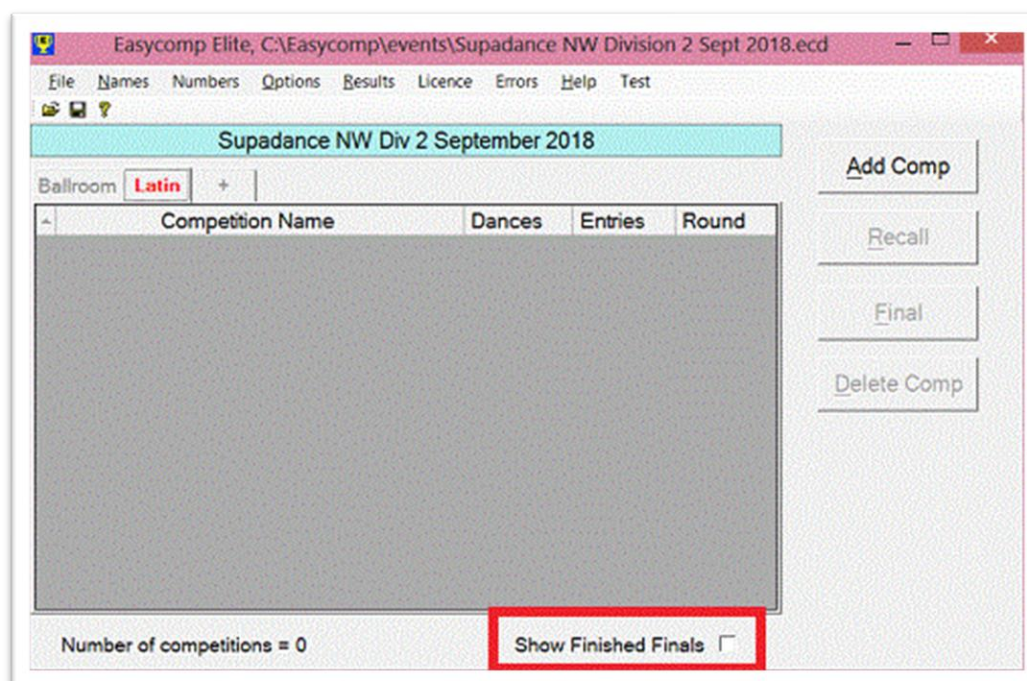 Easycomp Elite, C:\Easycomp\events\Supadance NW Division 2 Sept 2018.ecd
File Names Numbers Options Results Licence Errors Help Test
Supadance NW Div 2 September 2018
Ballroom Latin +
Competition Name Dances Entries Round
Add Comp
Recall
Final
Delete Comp
Number of competitions = 0
Show Finished Finals